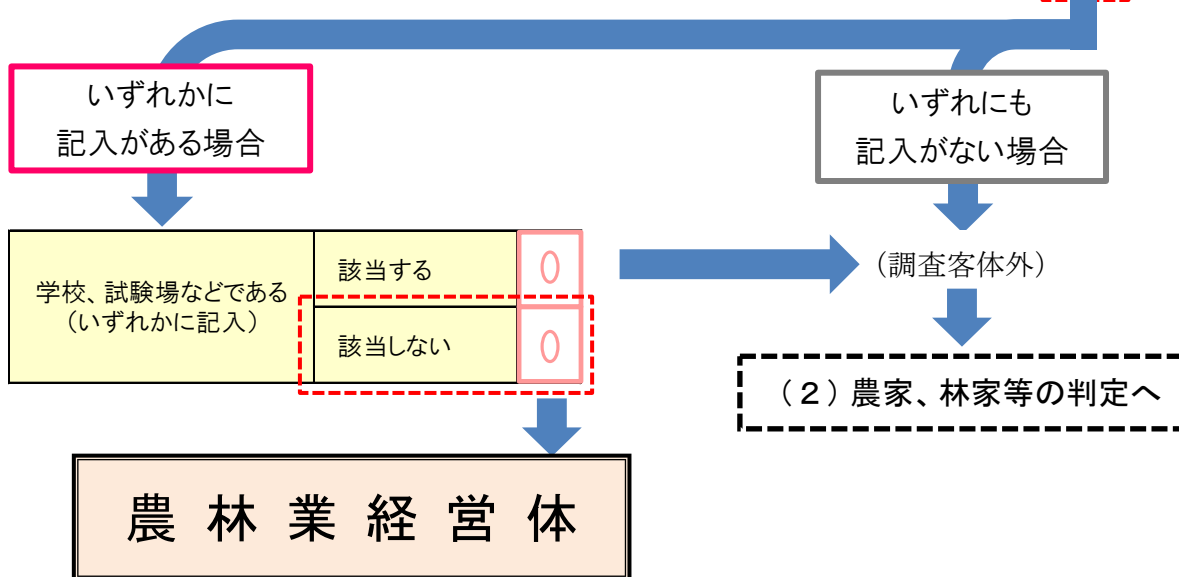 いずれかに
記入がある場合
いずれにも
記入がない場合
学校、試験場などである
（いずれかに記入）
該当する
該当しない
（調査客体外）
（２）農家、林家等の判定へ
農林業経営体